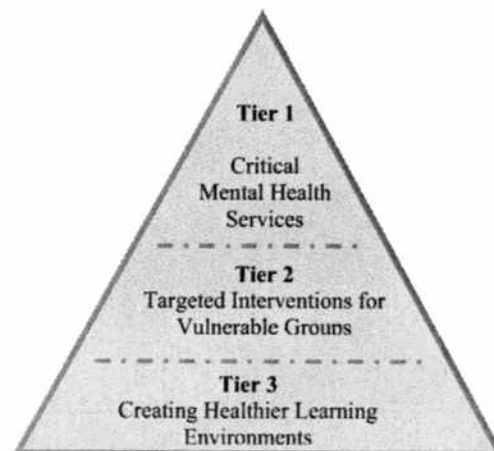 Tier 1
Critical
Mental Health
Services
Tier 2
Targeted Interventions for
Vulnerable Groups
Tier 3
Creating Healthier Learning
Environments